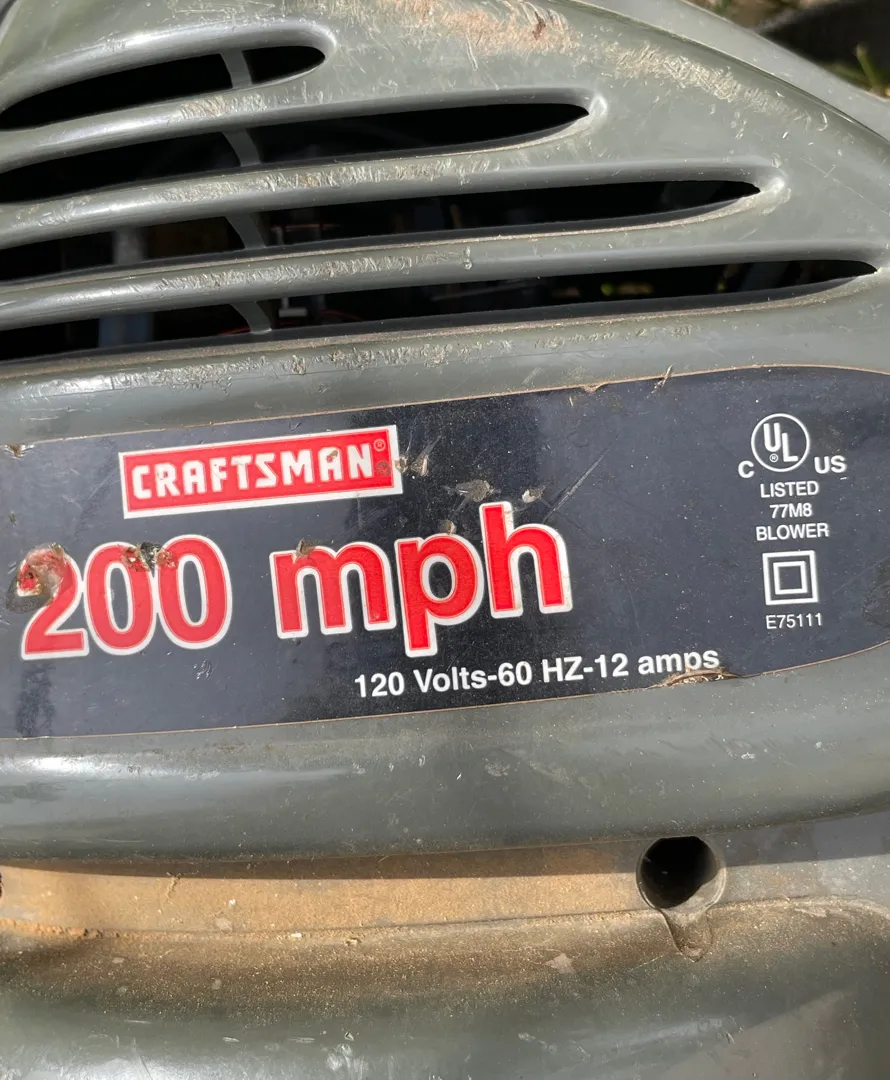 CRAFTSMAN®
200 mph
120 Volts-60 HZ-12 amps
C UL® US
LISTED
77M8
BLOWER
E75111